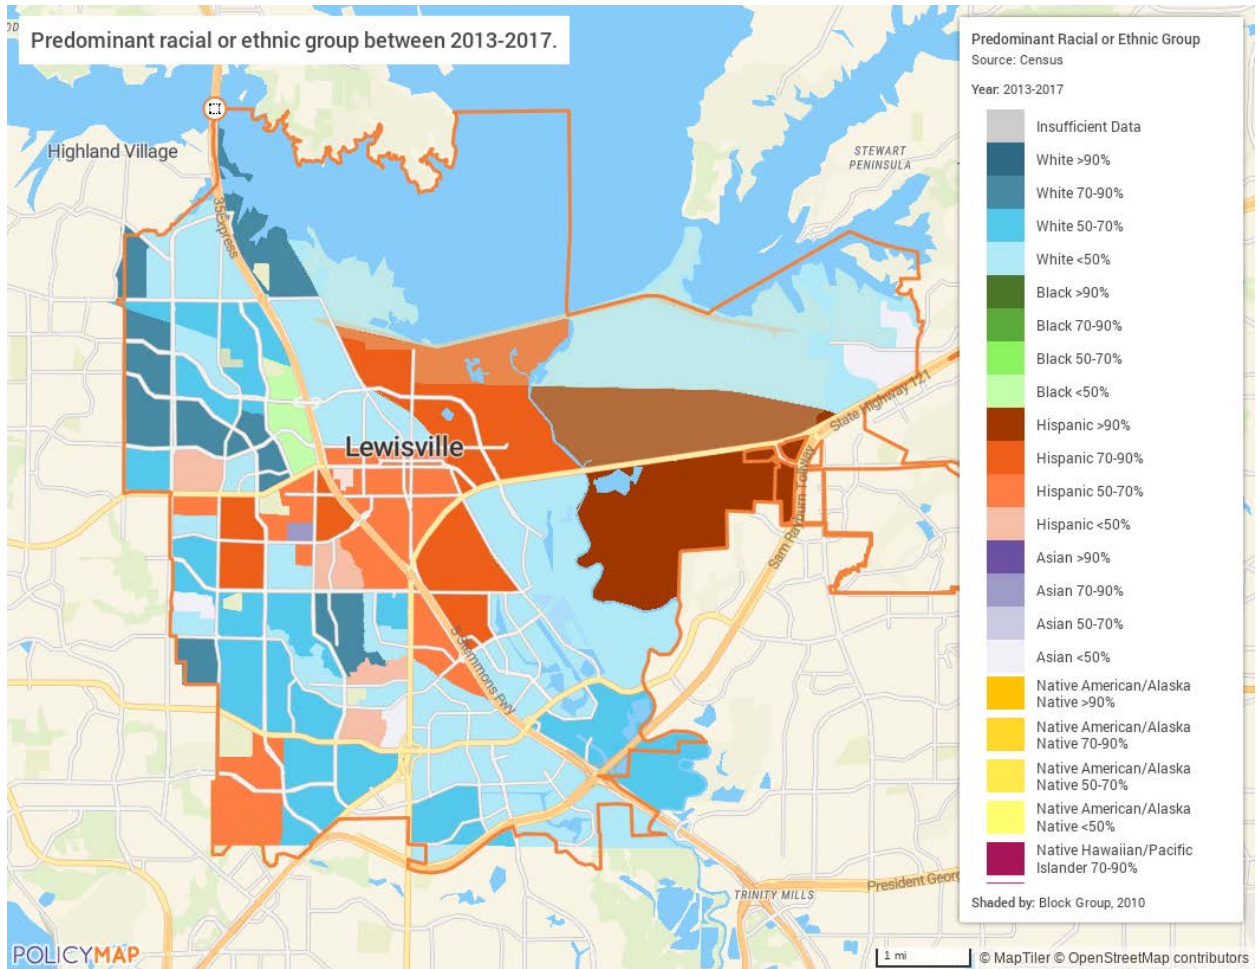 Predominant racial or ethnic group between 2013-2017.
Highland Village
35Express
STEWART
PENINSULA
Lewisville
State Highway 121
Sam Rayburn Tollway
S Stemmons Fwy
TRINITY MILLS
President Georg
Predominant Racial or Ethnic Group
Source: Census
Year: 2013-2017
Insufficient Data
White >90%
White 70-90%
White 50-70%
White <50%
Black >90%
Black 70-90%
Black 50-70%
Black <50%
Hispanic >90%
Hispanic 70-90%
Hispanic 50-70%
Hispanic <50%
Asian >90%
Asian 70-90%
Asian 50-70%
Asian <50%
Native American/Alaska
Native >90%
Native American/Alaska
Native 70-90%
Native American/Alaska
Native 50-70%
Native American/Alaska
Native <50%
Native Hawaiian/Pacific
Islander 70-90%
Shaded by: Block Group, 2010
POLICYMAP
1 mi
© MapTiler © OpenStreetMap contributors